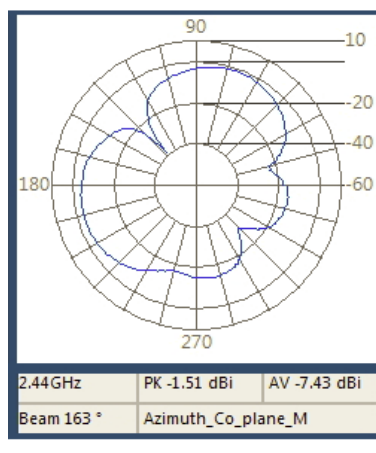 90
10
-20
-40
180
-60
270
2.44GHz
PK -1.51 dBi
AV -7.43 dBi
Beam 163 °
Azimuth_Co_plane_M